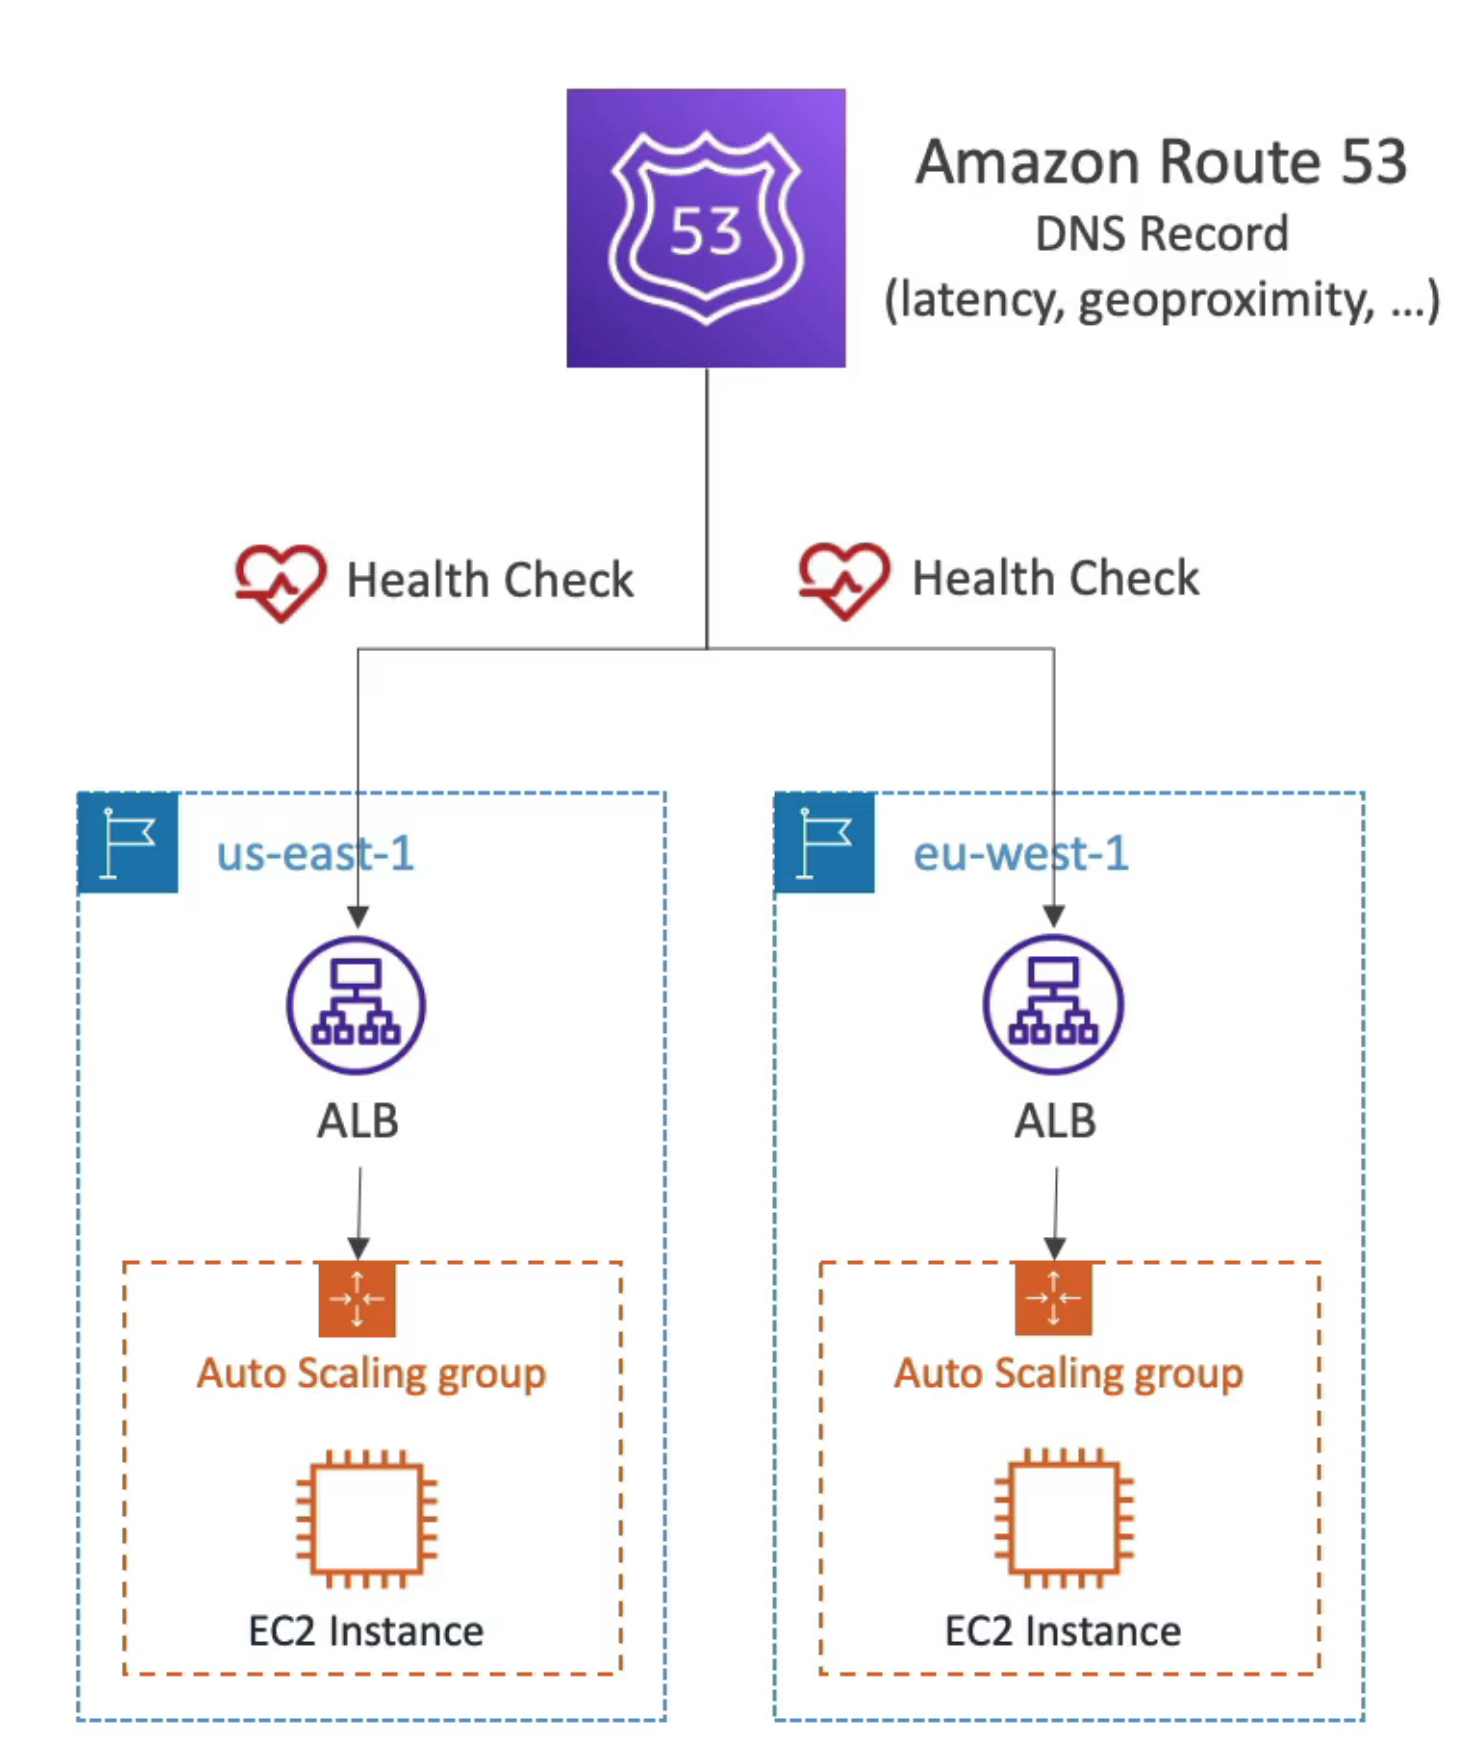 53
Amazon Route 53
DNS Record
(latency, geoproximity, ...)
Health Check
Health Check
us-east-1
eu-west-1
ALB
ALB
Auto Scaling group
Auto Scaling group
EC2 Instance
EC2 Instance